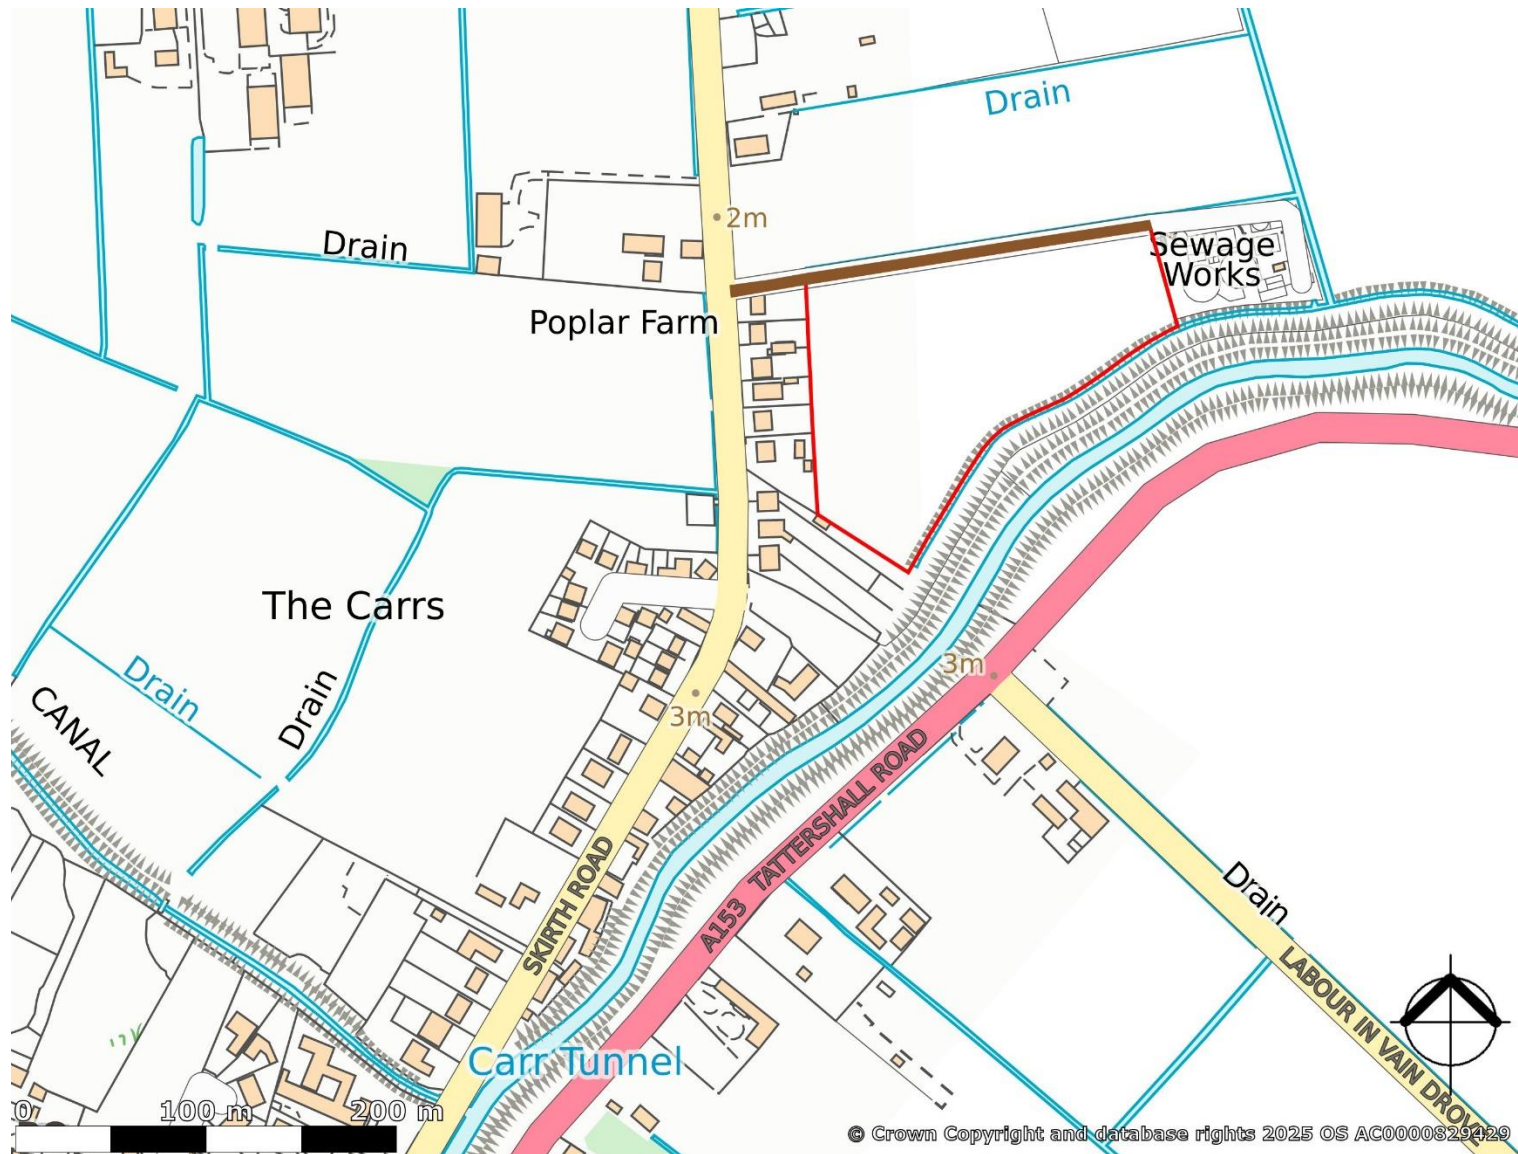 Drain
2m
Drain
Sewage
Works
Poplar Farm
The Carrs
3m
Drain
Drain
CANAL
3m
A153 TATTERSHALL ROAD
SKIRTH ROAD
Drain
LABOUR IN VAIN DROVE
Carr Tunnel
0 100 m 200 m
© Crown Copyright and database rights 2025 OS AC0000829429